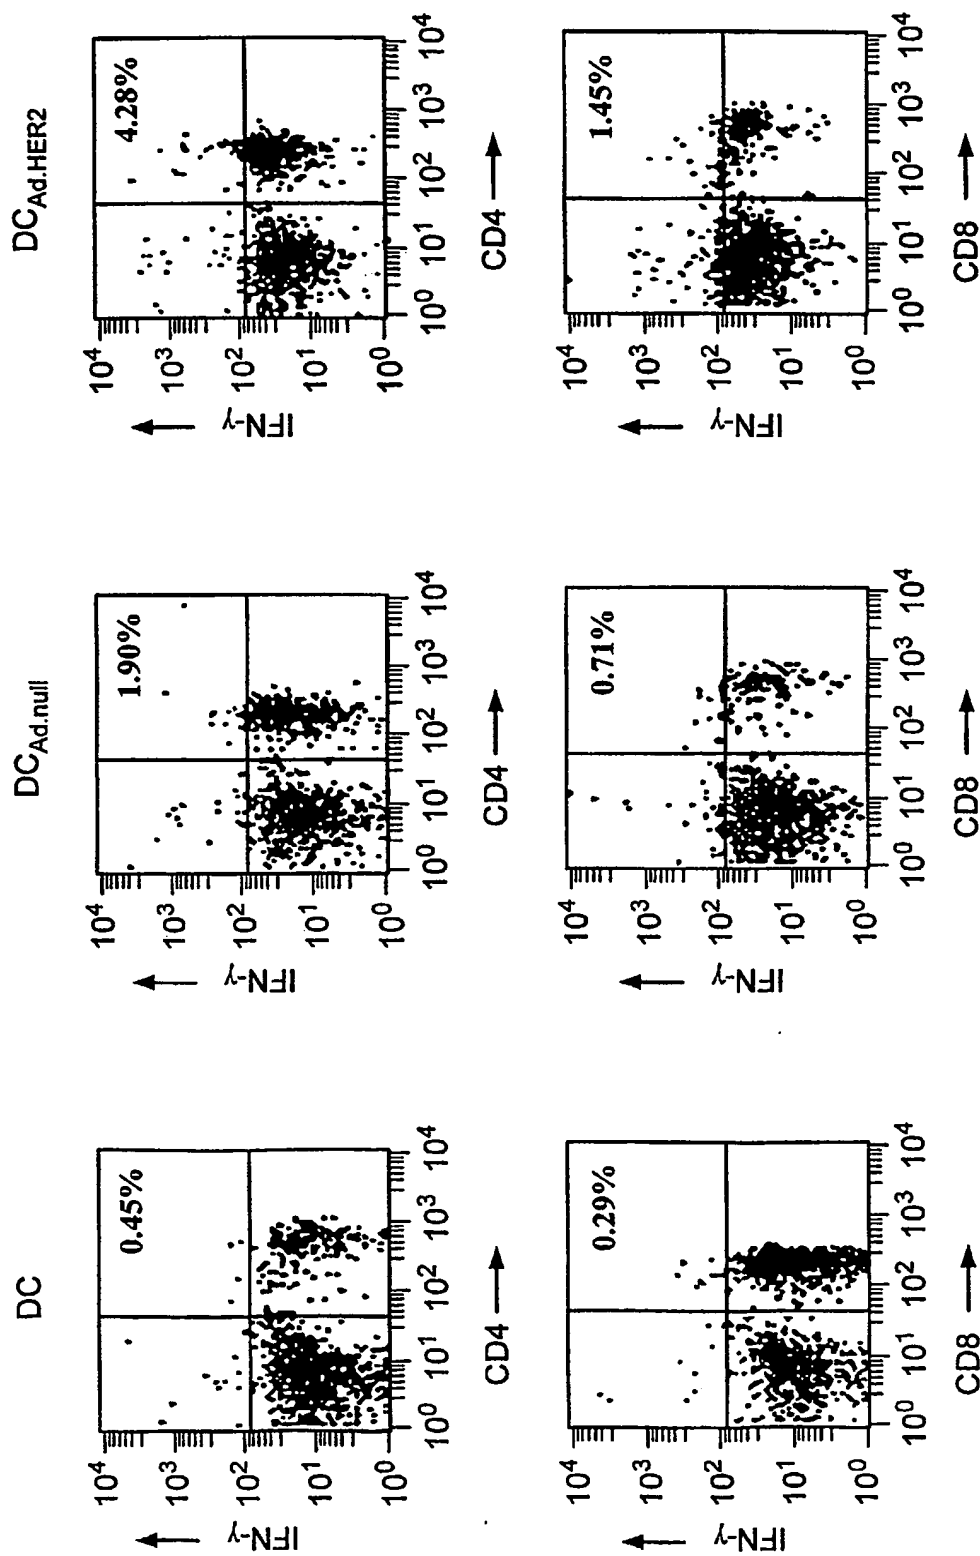 DC
DC_Ad.null
DC_Ad.HER2
0.45%
10⁴
10³
10²
10¹
10⁰
IFN-γ
10⁰ 10¹ 10² 10³ 10⁴
CD4
1.90%
10⁴
10³
10²
10¹
10⁰
IFN-γ
10⁰ 10¹ 10² 10³ 10⁴
CD4
4.28%
10⁴
10³
10²
10¹
10⁰
IFN-γ
10⁰ 10¹ 10² 10³ 10⁴
CD4
0.29%
10⁴
10³
10²
10¹
10⁰
IFN-γ
10⁰ 10¹ 10² 10³ 10⁴
CD8
0.71%
10⁴
10³
10²
10¹
10⁰
IFN-γ
10⁰ 10¹ 10² 10³ 10⁴
CD8
1.45%
10⁴
10³
10²
10¹
10⁰
IFN-γ
10⁰ 10¹ 10² 10³ 10⁴
CD8